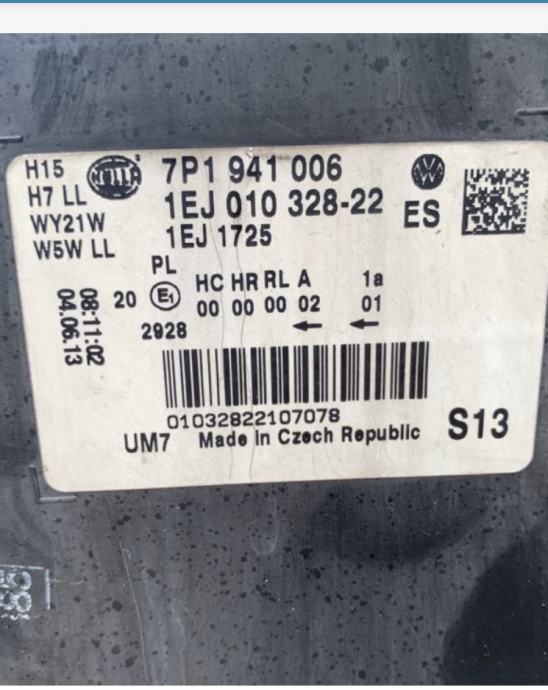 H15
H7 LL
WY21W
W5W LL
HELLA
7P1 941 006
1EJ 010 328-22
1EJ 1725
ES
PL
20 E1
2928
HC HR RL A 1a
00 00 00 02 01
← ←
08:11:02
04.06.13
01032822107078
UM7 Made in Czech Republic
S13